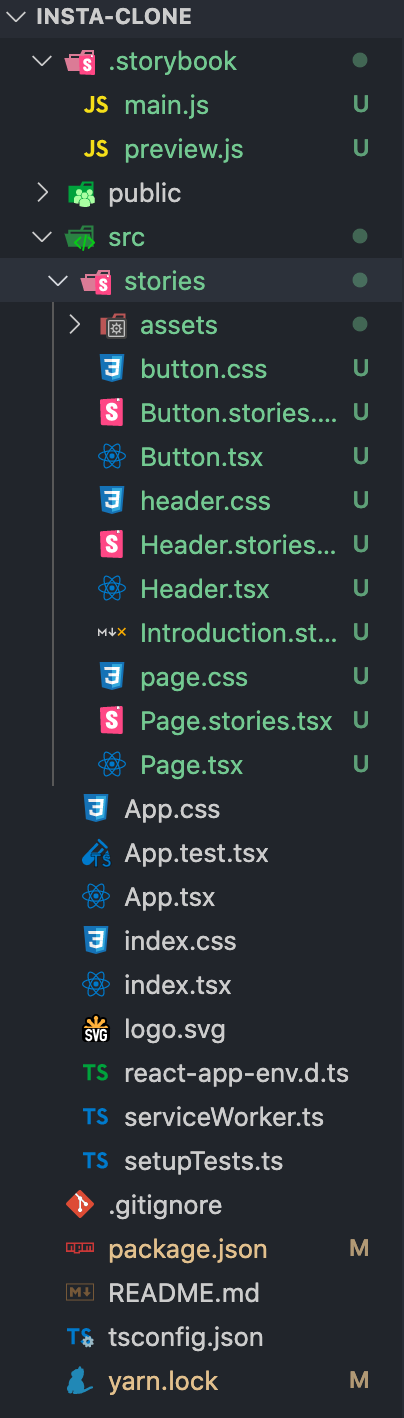 INSTA-CLONE
.storybook
JS main.js U
JS preview.js U
public
src
stories
assets
button.css U
Button.stories.... U
Button.tsx U
header.css U
Header.stories... U
Header.tsx U
Introduction.st... U
page.css U
Page.stories.tsx U
Page.tsx U
App.css
TS App.test.tsx
App.tsx
index.css
index.tsx
SVG logo.svg
TS react-app-env.d.ts
TS serviceWorker.ts
TS setupTests.ts
.gitignore
npm package.json M
M↓ README.md
TS tsconfig.json
yarn.lock M